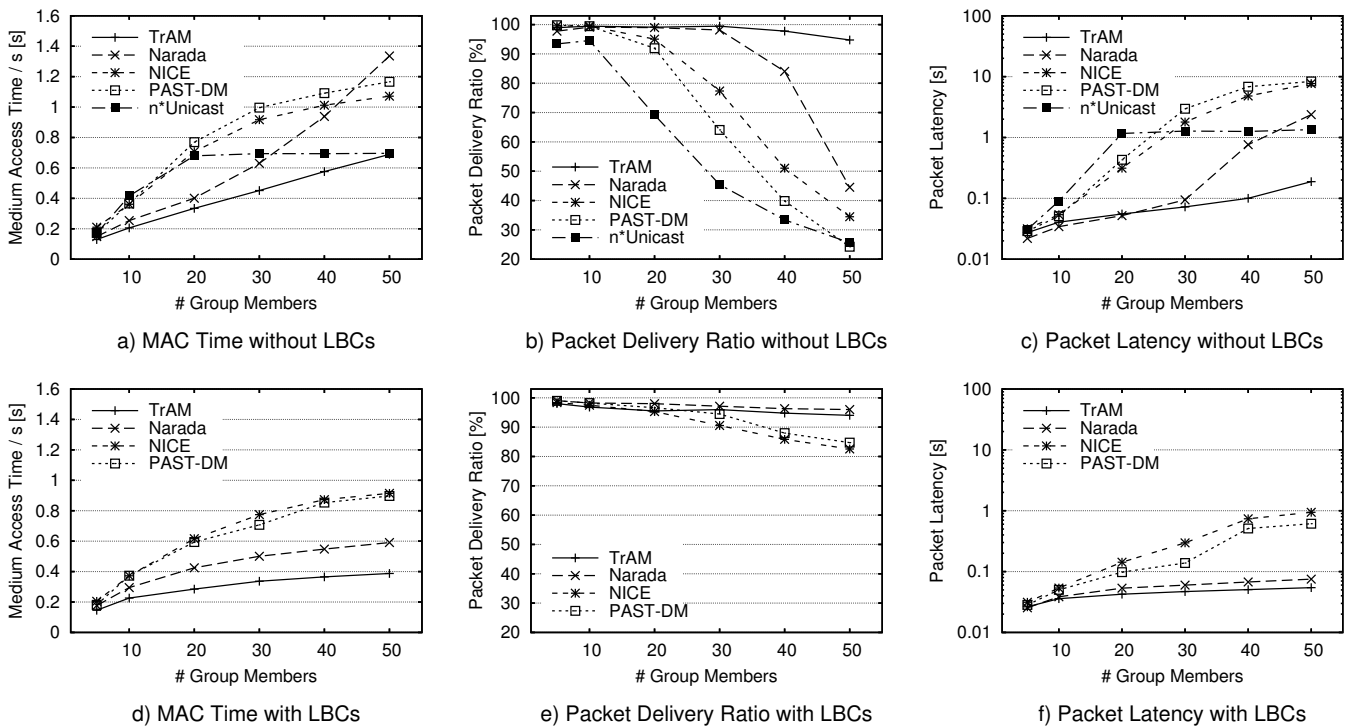 Medium Access Time / s [s]
1.6
1.4
1.2
1
0.8
0.6
0.4
0.2
0
TrAM
Narada
NICE
PAST-DM
n*Unicast
10 20 30 40 50
# Group Members
a) MAC Time without LBCs
Packet Delivery Ratio [%]
100
90
80
70
60
50
40
30
20
TrAM
Narada
NICE
PAST-DM
n*Unicast
10 20 30 40 50
# Group Members
b) Packet Delivery Ratio without LBCs
Packet Latency [s]
100
10
1
0.1
0.01
TrAM
Narada
NICE
PAST-DM
n*Unicast
10 20 30 40 50
# Group Members
c) Packet Latency without LBCs
Medium Access Time / s [s]
1.6
1.4
1.2
1
0.8
0.6
0.4
0.2
0
TrAM
Narada
NICE
PAST-DM
10 20 30 40 50
# Group Members
d) MAC Time with LBCs
Packet Delivery Ratio [%]
100
90
80
70
60
50
40
30
20
TrAM
Narada
NICE
PAST-DM
10 20 30 40 50
# Group Members
e) Packet Delivery Ratio with LBCs
Packet Latency [s]
100
10
1
0.1
0.01
TrAM
Narada
NICE
PAST-DM
10 20 30 40 50
# Group Members
f) Packet Latency with LBCs